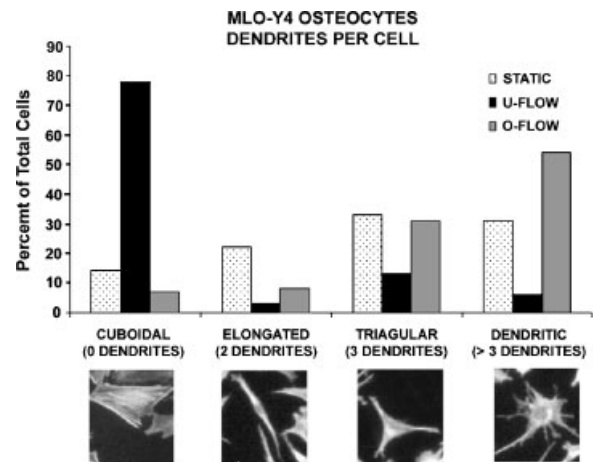 MLO-Y4 OSTEOCYTES
DENDRITES PER CELL
Percemt of Total Cells
90
80
70
60
50
40
30
20
10
0
STATIC
U-FLOW
O-FLOW
CUBOIDAL
(0 DENDRITES)
ELONGATED
(2 DENDRITES)
TRIAGULAR
(3 DENDRITES)
DENDRITIC
(> 3 DENDRITES)